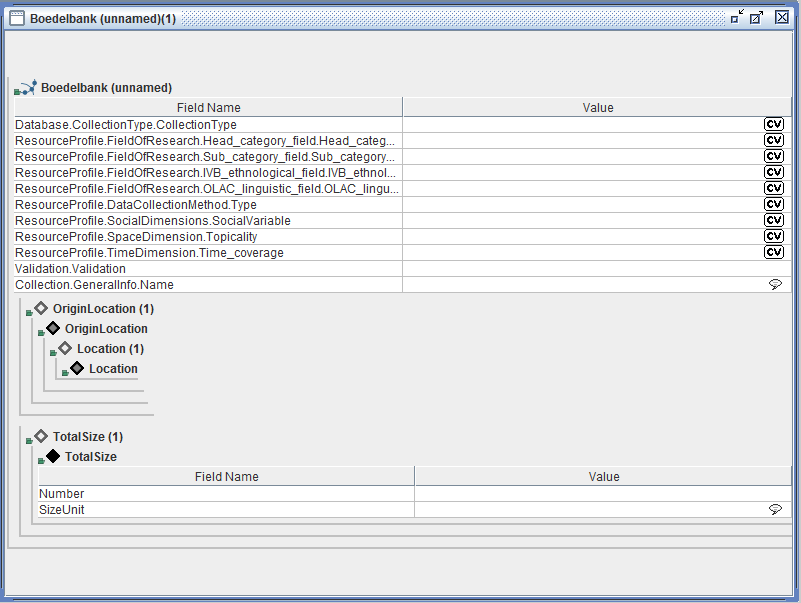 Boedelbank (unnamed)(1)
Boedelbank (unnamed)
Field Name Value
Database.CollectionType.CollectionType CV
ResourceProfile.FieldOfResearch.Head_category_field.Head_categ... CV
ResourceProfile.FieldOfResearch.Sub_category_field.Sub_category... CV
ResourceProfile.FieldOfResearch.IVB_ethnological_field.IVB_ethnol... CV
ResourceProfile.FieldOfResearch.OLAC_linguistic_field.OLAC_lingu... CV
ResourceProfile.DataCollectionMethod.Type CV
ResourceProfile.SocialDimensions.SocialVariable CV
ResourceProfile.SpaceDimension.Topicality CV
ResourceProfile.TimeDimension.Time_coverage CV
Validation.Validation
Collection.GeneralInfo.Name
OriginLocation (1)
OriginLocation
Location (1)
Location
TotalSize (1)
TotalSize
Field Name Value
Number
SizeUnit